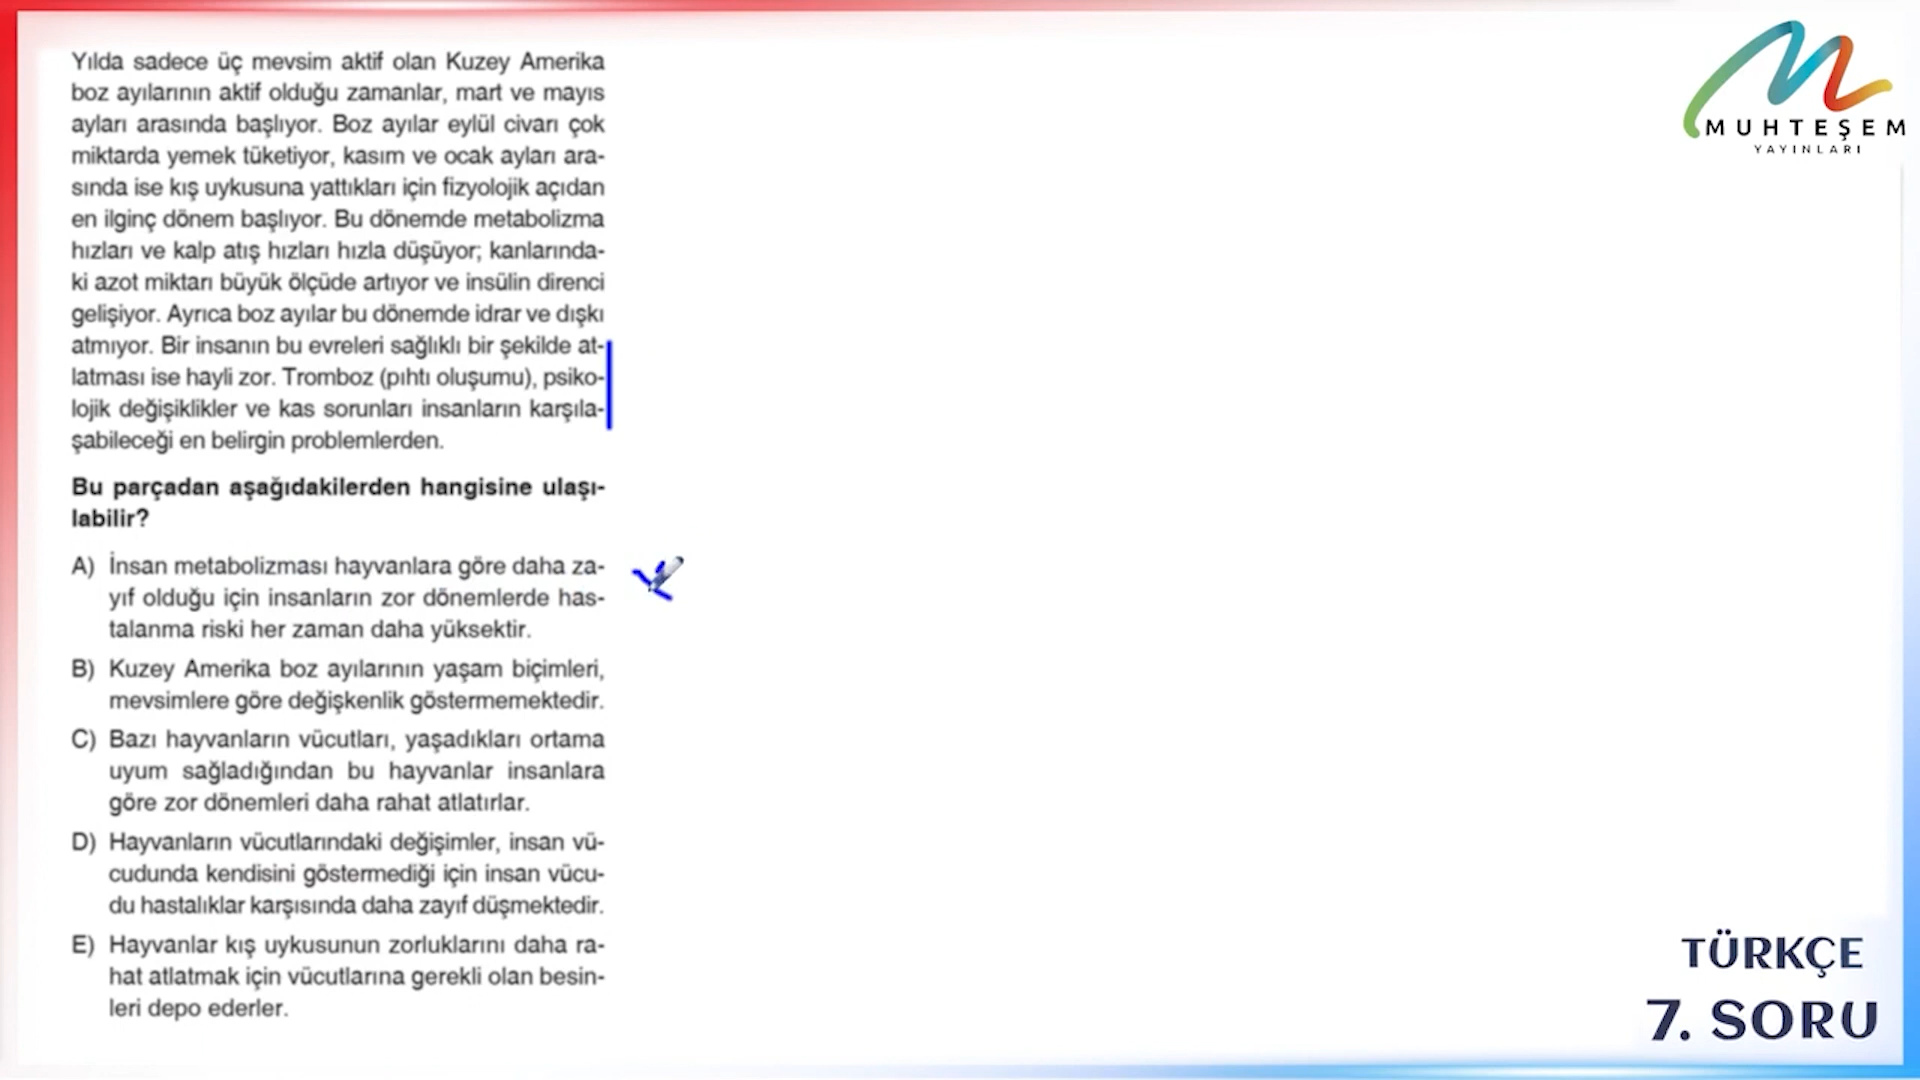 Yılda sadece üç mevsim aktif olan Kuzey Amerika
boz ayılarının aktif olduğu zamanlar, mart ve mayıs
ayları arasında başlıyor. Boz ayılar eylül civarı çok
miktarda yemek tüketiyor, kasım ve ocak ayları ara-
sında ise kış uykusuna yattıkları için fizyolojik açıdan
en ilginç dönem başlıyor. Bu dönemde metabolizma
hızları ve kalp atış hızları hızla düşüyor; kanlarında-
ki azot miktarı büyük ölçüde artıyor ve insülin direnci
gelişiyor. Ayrıca boz ayılar bu dönemde idrar ve dışkı
atmıyor. Bir insanın bu evreleri sağlıklı bir şekilde at-
latması ise hayli zor. Tromboz (pıhtı oluşumu), psiko-
lojik değişiklikler ve kas sorunları insanların karşıla-
şabileceği en belirgin problemlerden.
Bu parçadan aşağıdakilerden hangisine ulaşı-
labilir?
A) İnsan metabolizması hayvanlara göre daha za-
yıf olduğu için insanların zor dönemlerde has-
talanma riski her zaman daha yüksektir.
B) Kuzey Amerika boz ayılarının yaşam biçimleri,
mevsimlere göre değişkenlik göstermemektedir.
C) Bazı hayvanların vücutları, yaşadıkları ortama
uyum sağladığından bu hayvanlar insanlara
göre zor dönemleri daha rahat atlatırlar.
D) Hayvanların vücutlarındaki değişimler, insan vü-
cudunda kendisini göstermediği için insan vücu-
du hastalıklar karşısında daha zayıf düşmektedir.
E) Hayvanlar kış uykusunun zorluklarını daha ra-
hat atlatmak için vücutlarına gerekli olan besin-
leri depo ederler.
MUHTEŞEM
YAYINLARI
TÜRKÇE
7. SORU